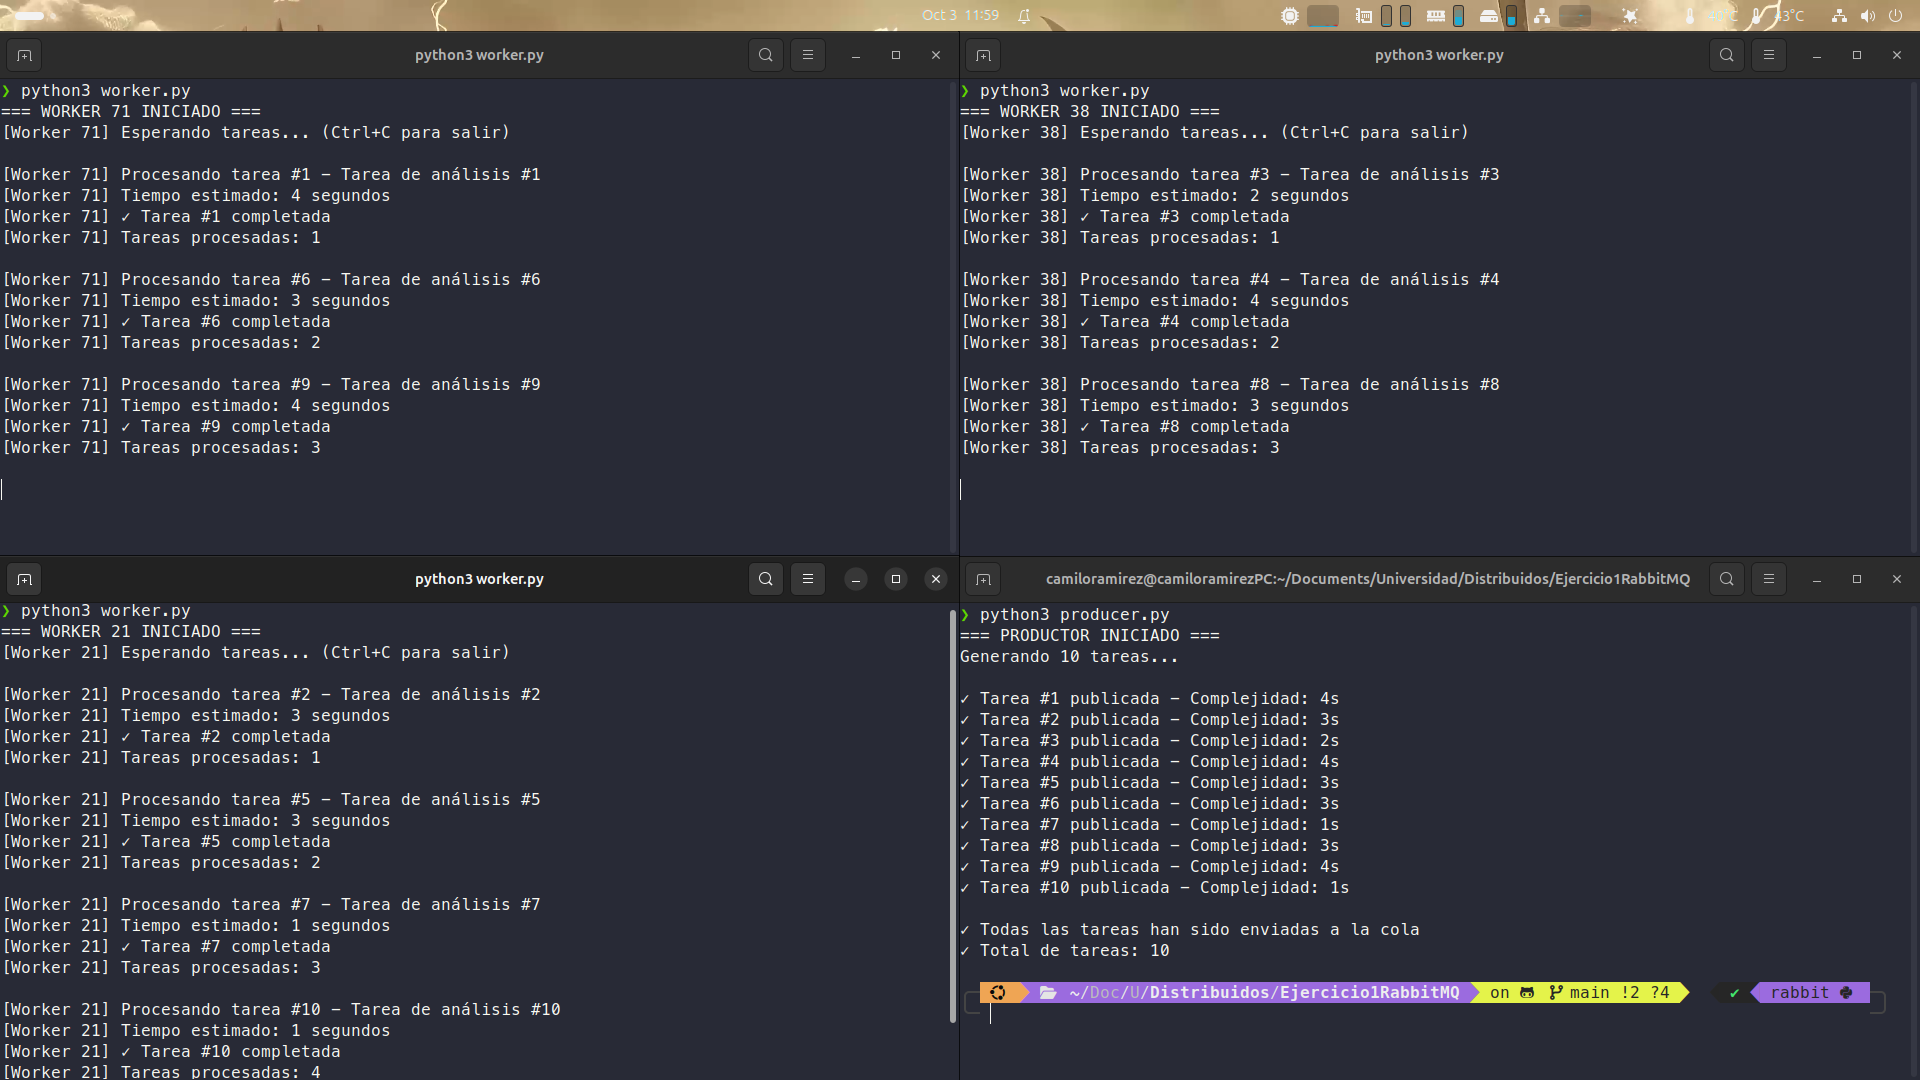 Oct 3 11:59
43°C
python3 worker.py
❯ python3 worker.py
=== WORKER 71 INICIADO ===
[Worker 71] Esperando tareas... (Ctrl+C para salir)
[Worker 71] Procesando tarea #1 - Tarea de análisis #1
[Worker 71] Tiempo estimado: 4 segundos
[Worker 71] ✓ Tarea #1 completada
[Worker 71] Tareas procesadas: 1
[Worker 71] Procesando tarea #6 - Tarea de análisis #6
[Worker 71] Tiempo estimado: 3 segundos
[Worker 71] ✓ Tarea #6 completada
[Worker 71] Tareas procesadas: 2
[Worker 71] Procesando tarea #9 - Tarea de análisis #9
[Worker 71] Tiempo estimado: 4 segundos
[Worker 71] ✓ Tarea #9 completada
[Worker 71] Tareas procesadas: 3
python3 worker.py
❯ python3 worker.py
=== WORKER 38 INICIADO ===
[Worker 38] Esperando tareas... (Ctrl+C para salir)
[Worker 38] Procesando tarea #3 - Tarea de análisis #3
[Worker 38] Tiempo estimado: 2 segundos
[Worker 38] ✓ Tarea #3 completada
[Worker 38] Tareas procesadas: 1
[Worker 38] Procesando tarea #4 - Tarea de análisis #4
[Worker 38] Tiempo estimado: 4 segundos
[Worker 38] ✓ Tarea #4 completada
[Worker 38] Tareas procesadas: 2
[Worker 38] Procesando tarea #8 - Tarea de análisis #8
[Worker 38] Tiempo estimado: 3 segundos
[Worker 38] ✓ Tarea #8 completada
[Worker 38] Tareas procesadas: 3
python3 worker.py
❯ python3 worker.py
=== WORKER 21 INICIADO ===
[Worker 21] Esperando tareas... (Ctrl+C para salir)
[Worker 21] Procesando tarea #2 - Tarea de análisis #2
[Worker 21] Tiempo estimado: 3 segundos
[Worker 21] ✓ Tarea #2 completada
[Worker 21] Tareas procesadas: 1
[Worker 21] Procesando tarea #5 - Tarea de análisis #5
[Worker 21] Tiempo estimado: 3 segundos
[Worker 21] ✓ Tarea #5 completada
[Worker 21] Tareas procesadas: 2
[Worker 21] Procesando tarea #7 - Tarea de análisis #7
[Worker 21] Tiempo estimado: 1 segundos
[Worker 21] ✓ Tarea #7 completada
[Worker 21] Tareas procesadas: 3
[Worker 21] Procesando tarea #10 - Tarea de análisis #10
[Worker 21] Tiempo estimado: 1 segundos
[Worker 21] ✓ Tarea #10 completada
[Worker 21] Tareas procesadas: 4
camiloramirez@camiloramirezPC:~/Documents/Universidad/Distribuidos/Ejercicio1RabbitMQ
❯ python3 producer.py
=== PRODUCTOR INICIADO ===
Generando 10 tareas...
✓ Tarea #1 publicada - Complejidad: 4s
✓ Tarea #2 publicada - Complejidad: 3s
✓ Tarea #3 publicada - Complejidad: 2s
✓ Tarea #4 publicada - Complejidad: 4s
✓ Tarea #5 publicada - Complejidad: 3s
✓ Tarea #6 publicada - Complejidad: 3s
✓ Tarea #7 publicada - Complejidad: 1s
✓ Tarea #8 publicada - Complejidad: 3s
✓ Tarea #9 publicada - Complejidad: 4s
✓ Tarea #10 publicada - Complejidad: 1s
✓ Todas las tareas han sido enviadas a la cola
✓ Total de tareas: 10
~/Doc/U/Distribuidos/Ejercicio1RabbitMQ on main !2 ?4 ✔ rabbit